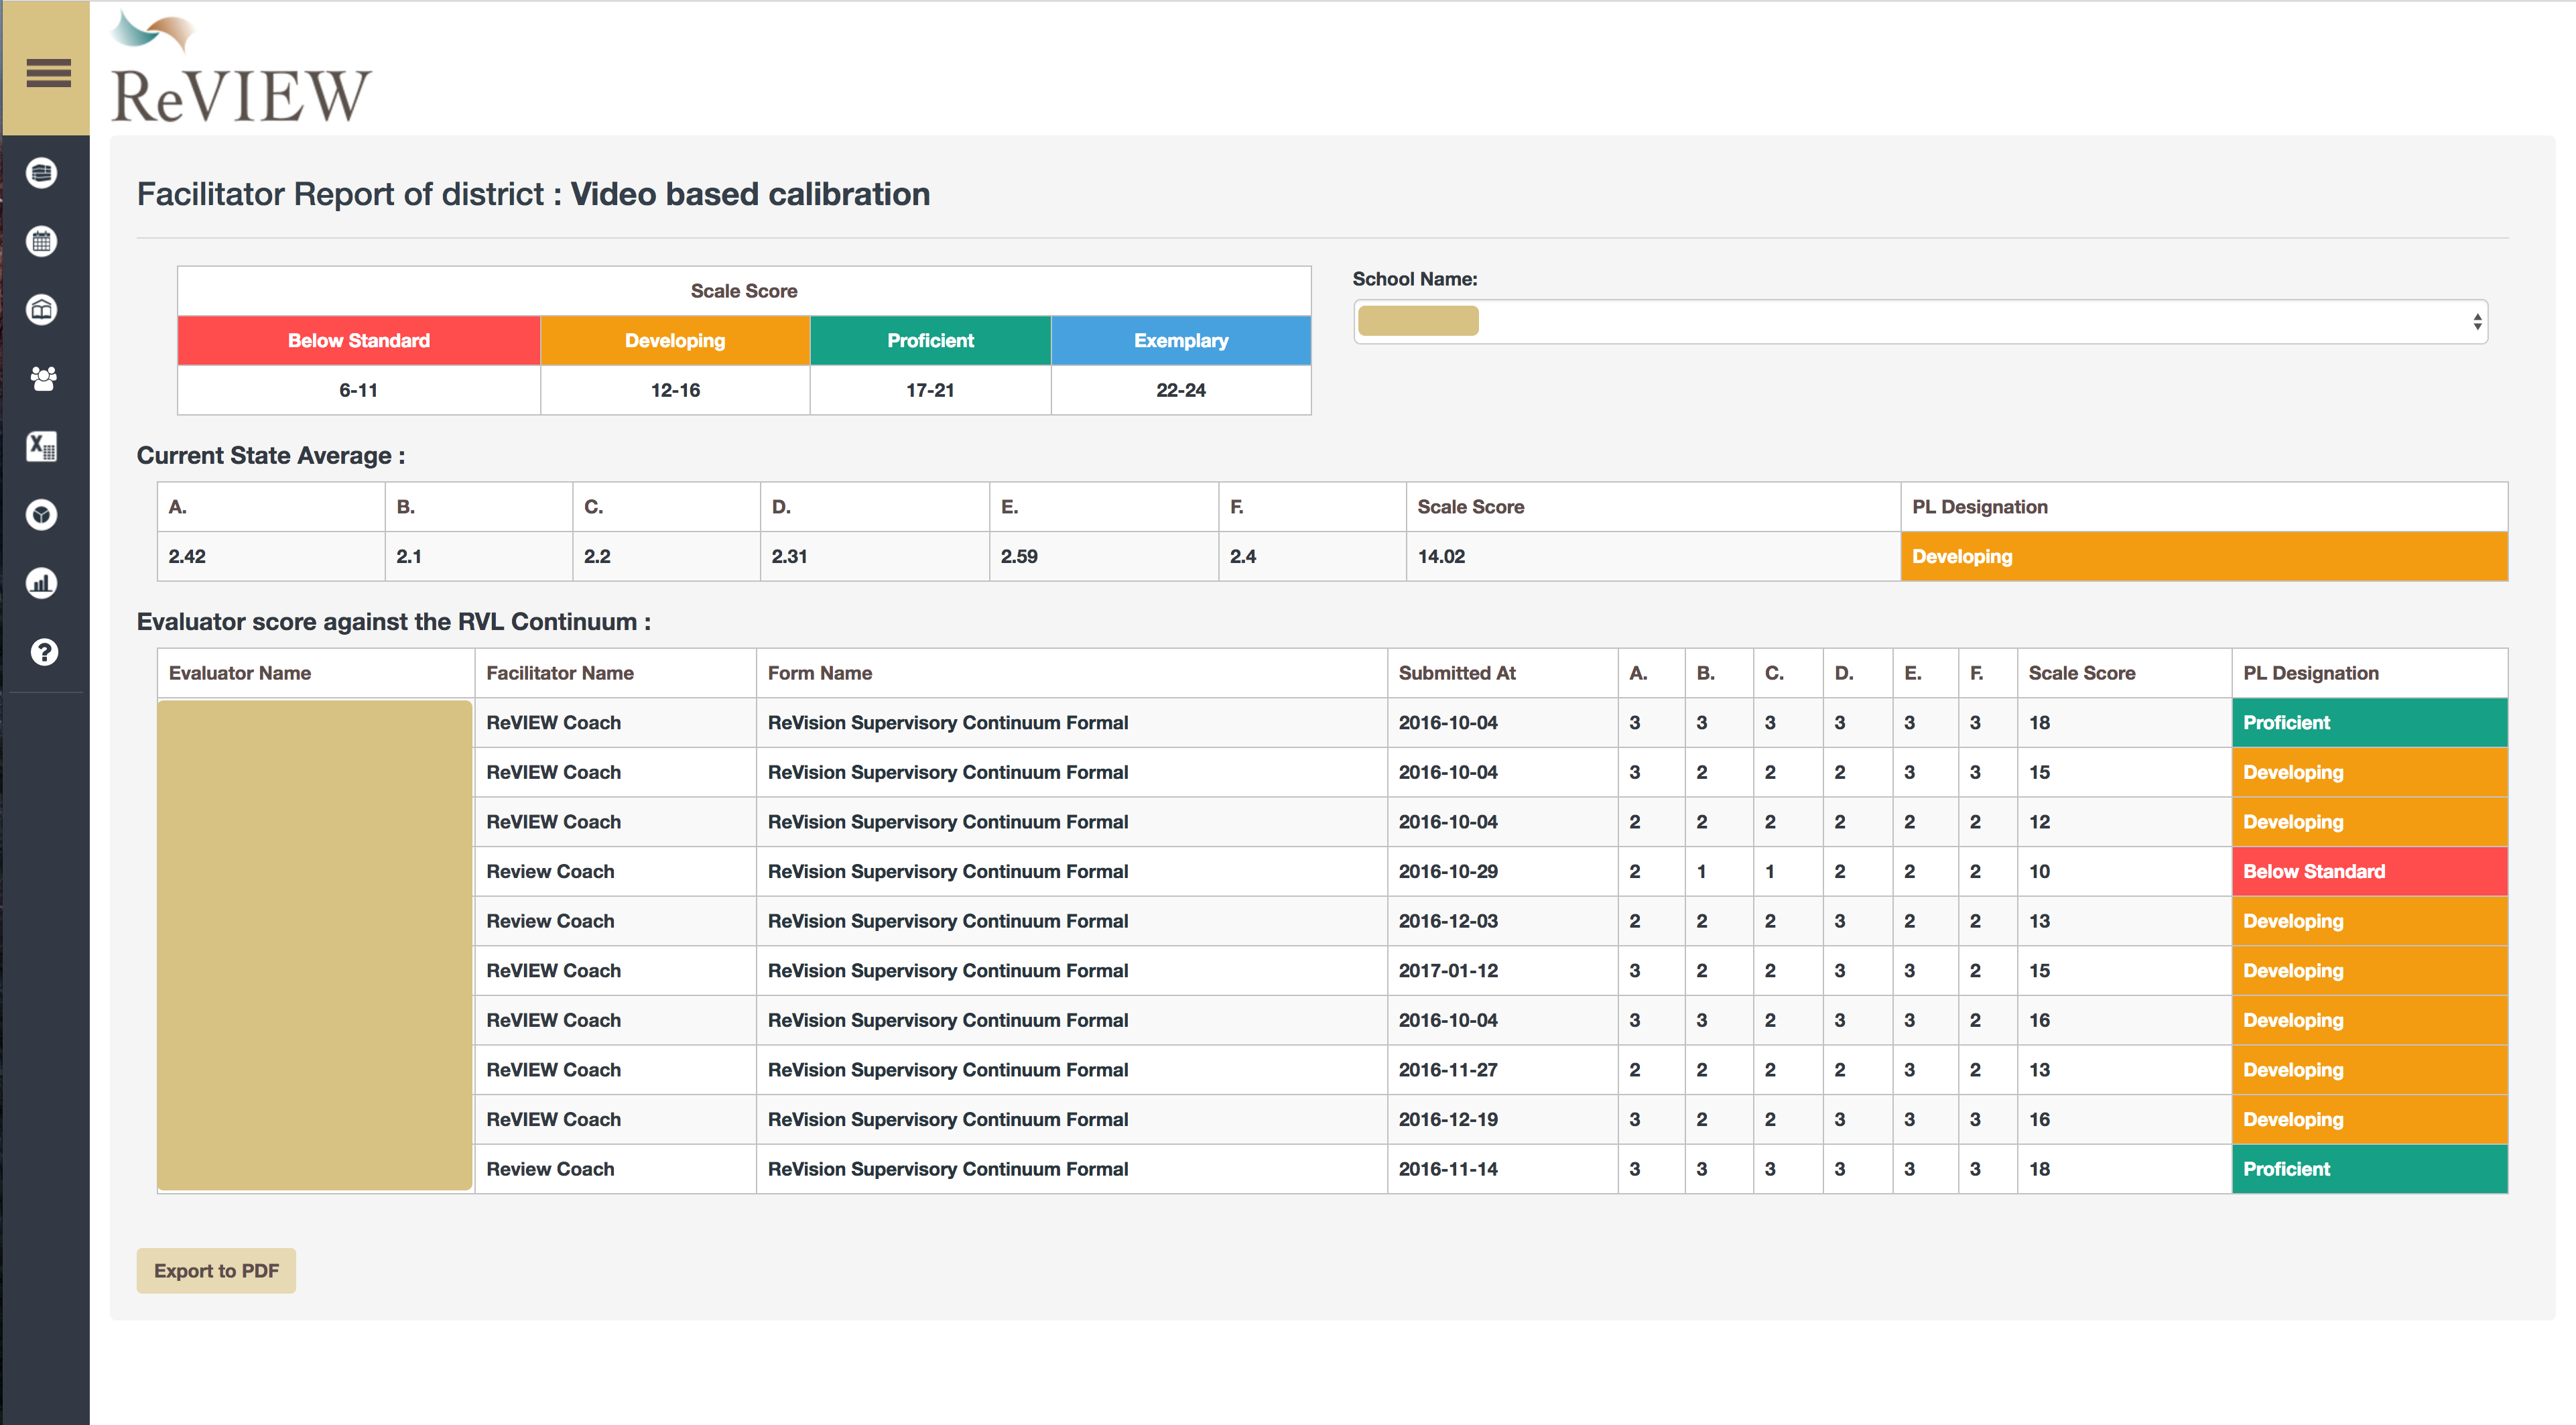 ReVIEW
Facilitator Report of district : Video based calibration
Scale Score
Below Standard Developing Proficient Exemplary
6-11 12-16 17-21 22-24
School Name:
Current State Average :
A. B. C. D. E. F. Scale Score PL Designation
2.42 2.1 2.2 2.31 2.59 2.4 14.02 Developing
Evaluator score against the RVL Continuum :
Evaluator Name Facilitator Name Form Name Submitted At A. B. C. D. E. F. Scale Score PL Designation
ReVIEW Coach ReVision Supervisory Continuum Formal 2016-10-04 3 3 3 3 3 3 18 Proficient
ReVIEW Coach ReVision Supervisory Continuum Formal 2016-10-04 3 2 2 2 3 3 15 Developing
ReVIEW Coach ReVision Supervisory Continuum Formal 2016-10-04 2 2 2 2 2 2 12 Developing
Review Coach ReVision Supervisory Continuum Formal 2016-10-29 2 1 1 2 2 2 10 Below Standard
Review Coach ReVision Supervisory Continuum Formal 2016-12-03 2 2 2 3 2 2 13 Developing
ReVIEW Coach ReVision Supervisory Continuum Formal 2017-01-12 3 2 2 3 3 2 15 Developing
ReVIEW Coach ReVision Supervisory Continuum Formal 2016-10-04 3 3 2 3 3 2 16 Developing
ReVIEW Coach ReVision Supervisory Continuum Formal 2016-11-27 2 2 2 2 3 2 13 Developing
ReVIEW Coach ReVision Supervisory Continuum Formal 2016-12-19 3 2 2 3 3 3 16 Developing
Review Coach ReVision Supervisory Continuum Formal 2016-11-14 3 3 3 3 3 3 18 Proficient
Export to PDF